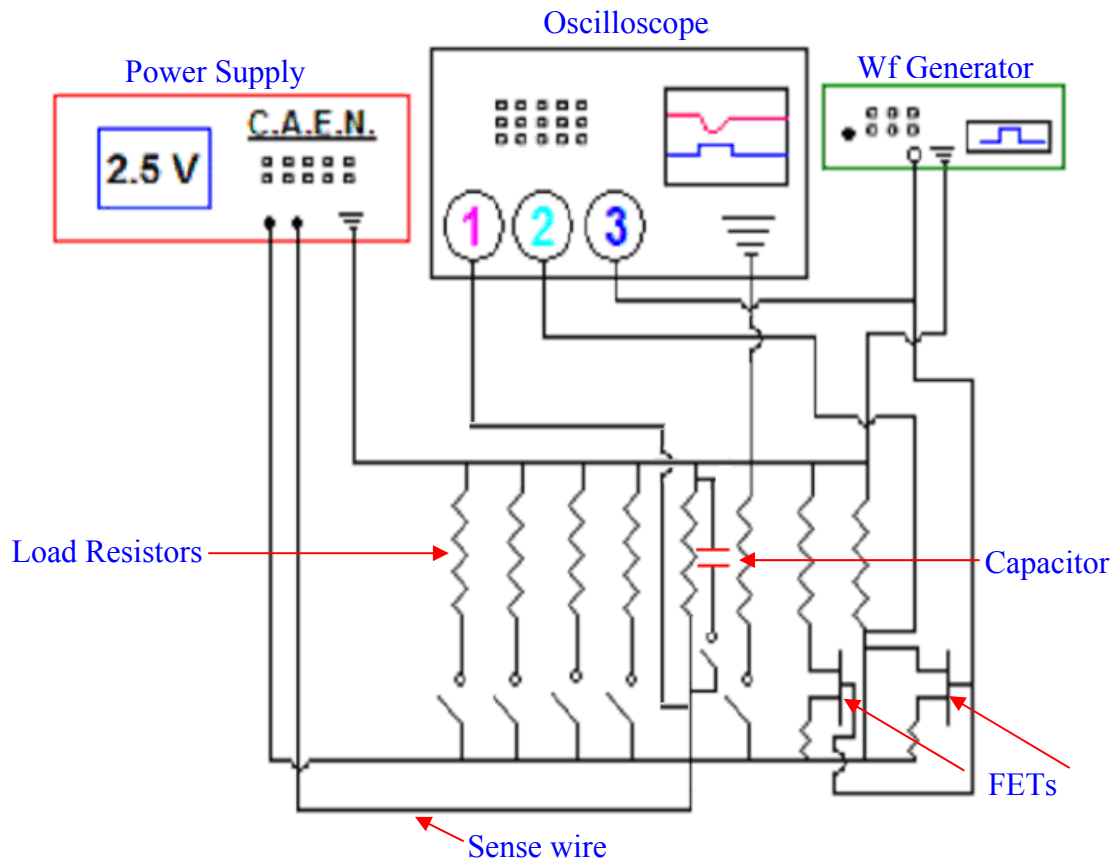 Oscilloscope
Power Supply
Wf Generator
C.A.E.N.
2.5 V
1 2 3
Load Resistors
Capacitor
FETs
Sense wire